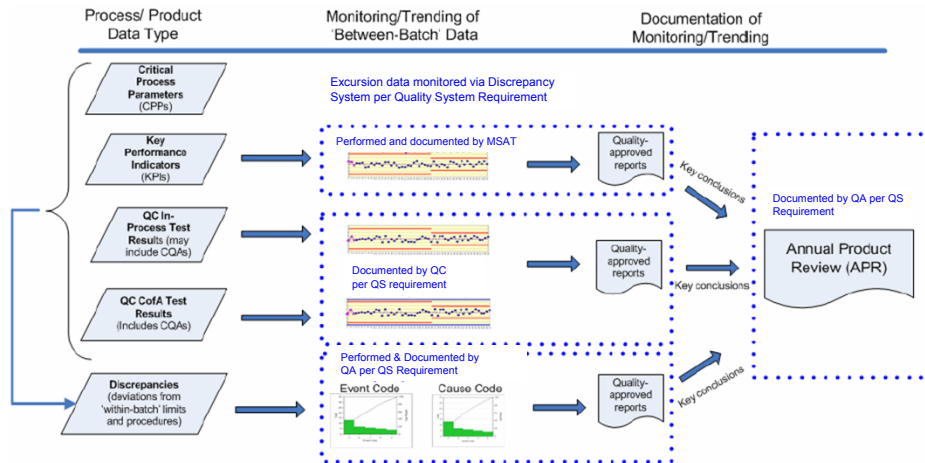 Process/ Product
Data Type
Monitoring/Trending of
'Between-Batch' Data
Documentation of
Monitoring/Trending
Critical
Process
Parameters
(CPPs)
Excursion data monitored via Discrepancy
System per Quality System Requirement
Key
Performance
Indicators
(KPIs)
Performed and documented by MSAT
Quality-
approved
reports
Key conclusions
QC In-
Process Test
Results (may
include CQAs)
Documented by QC
per QS requirement
Quality-
approved
reports
Key conclusions
Documented by QA per QS
Requirement
Annual Product
Review (APR)
QC CofA Test
Results
(Includes CQAs)
Discrepancies
(deviations from
'within-batch' limits
and procedures)
Performed & Documented by
QA per QS Requirement
Event Code
Cause Code
Quality-
approved
reports
Key conclusions